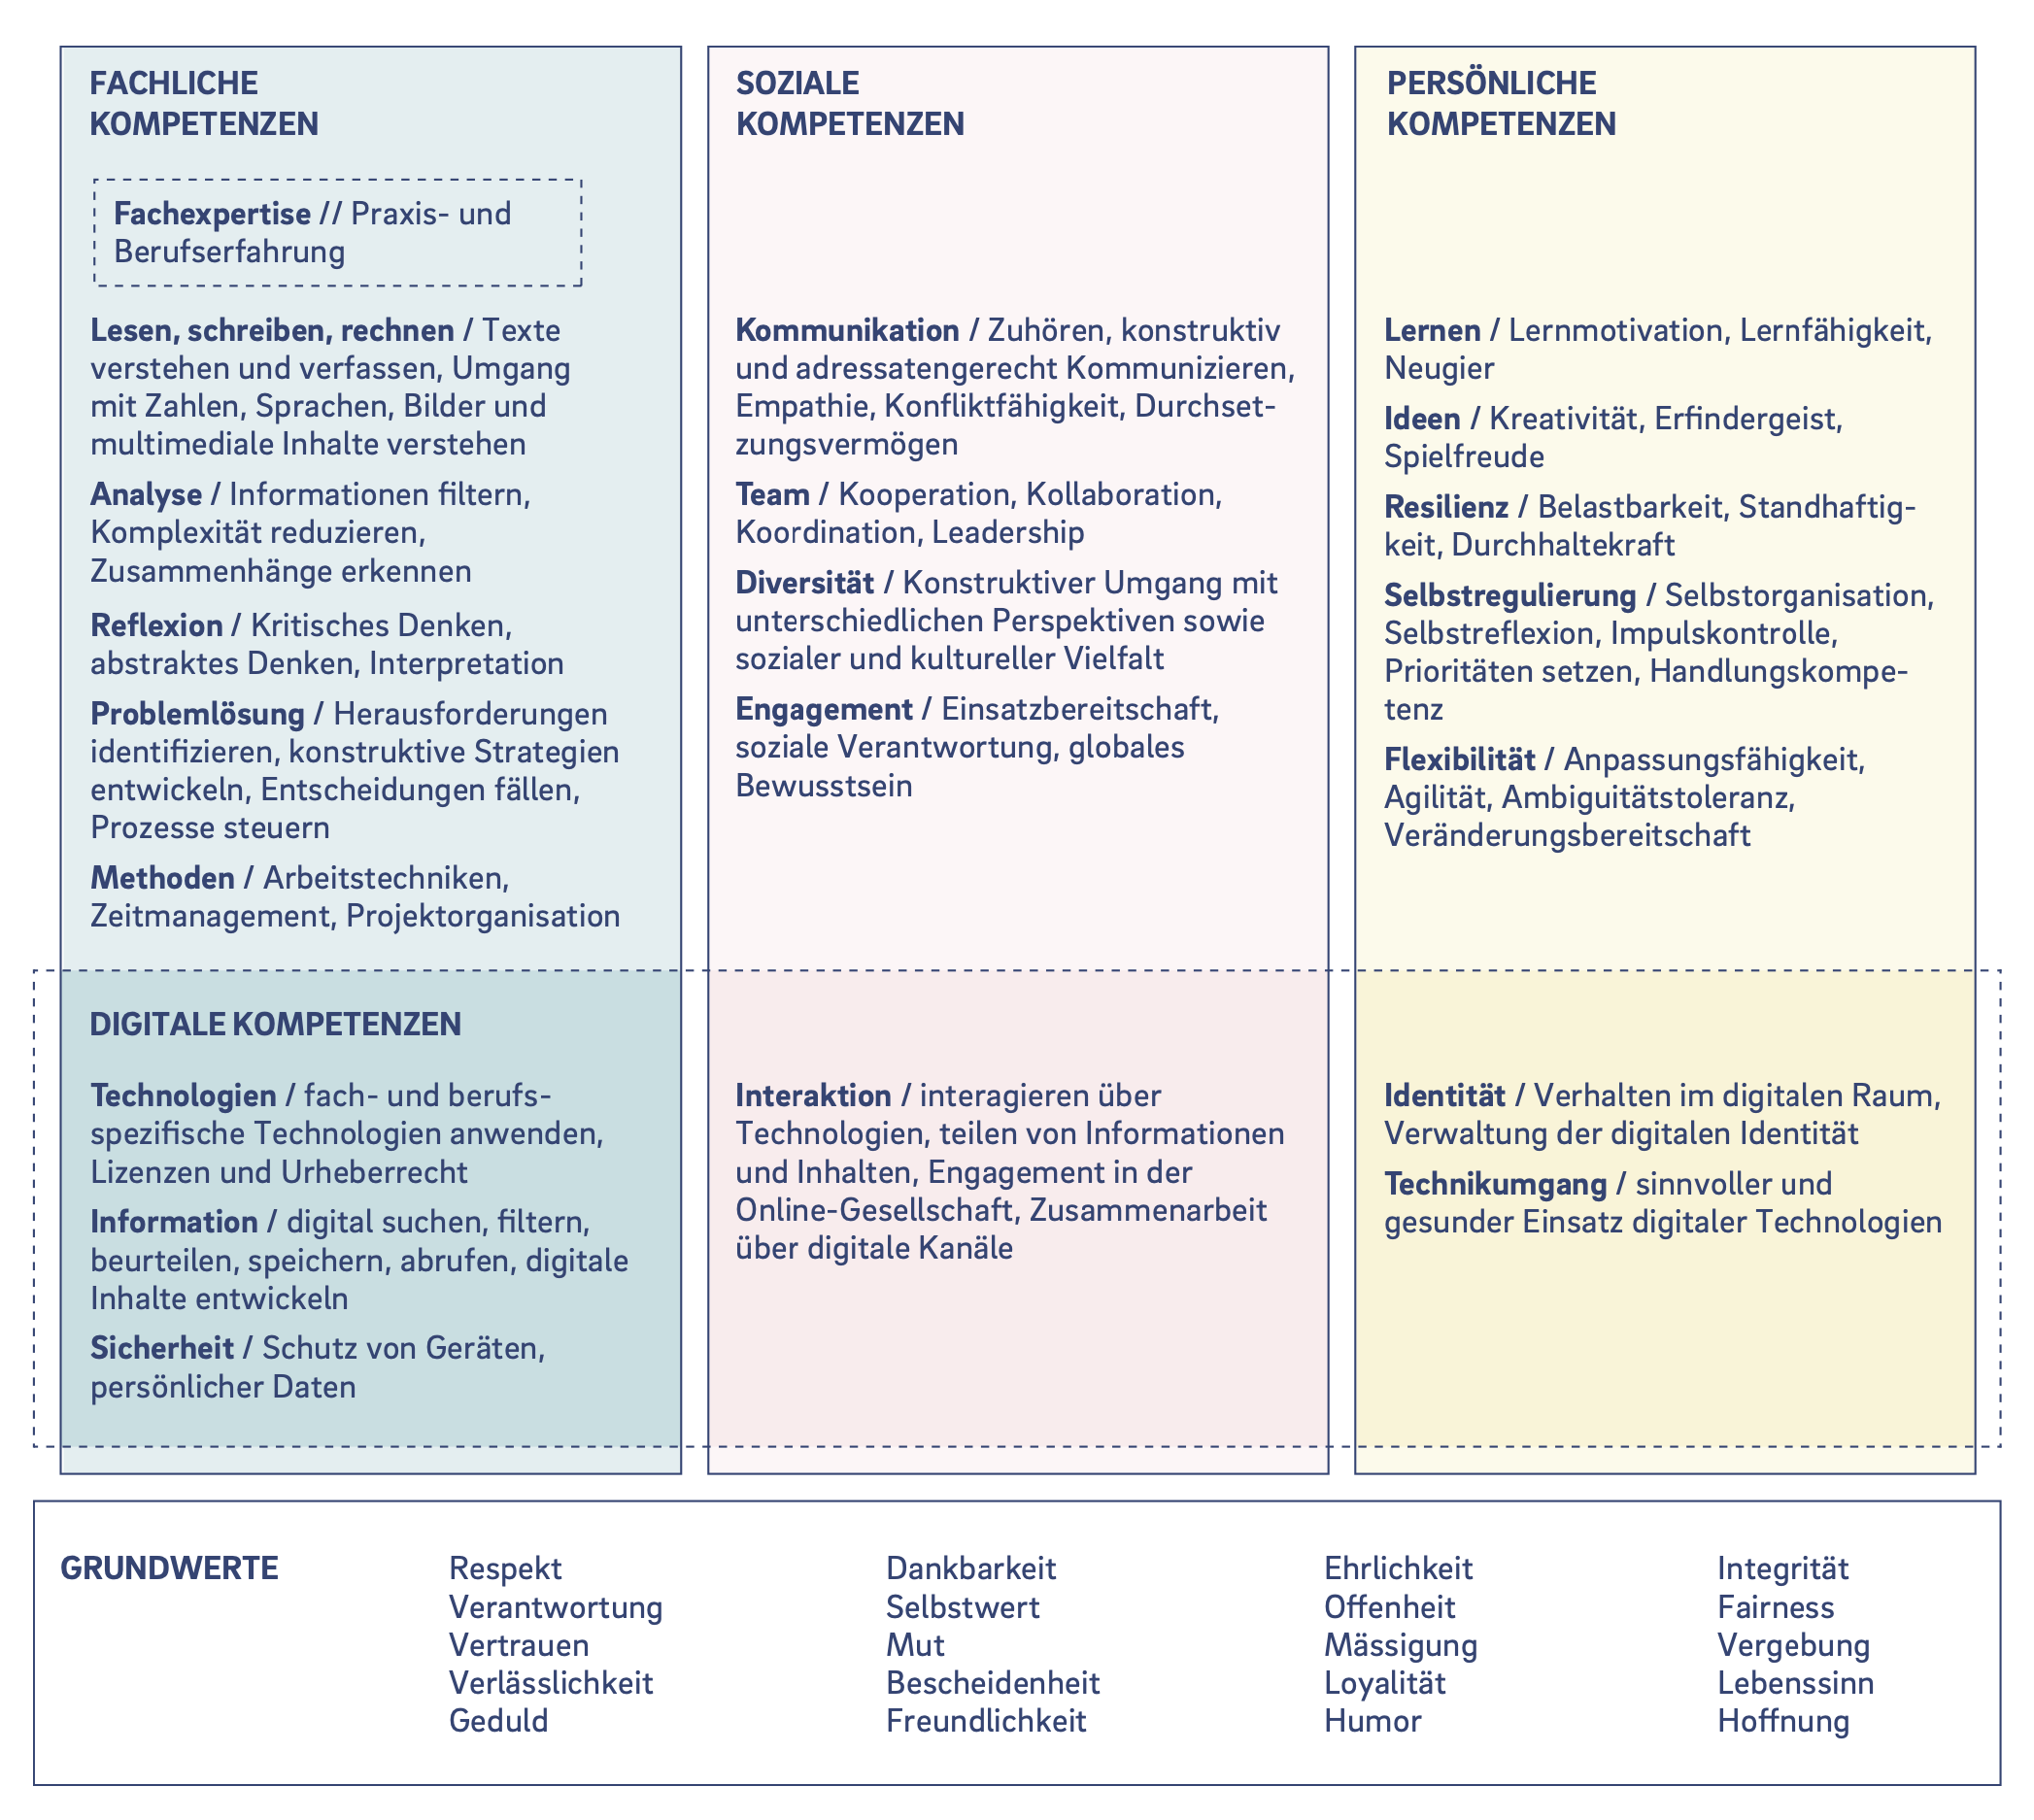 FACHLICHE
KOMPETENZEN
Fachexpertise // Praxis- und
Berufserfahrung
Lesen, schreiben, rechnen / Texte
verstehen und verfassen, Umgang
mit Zahlen, Sprachen, Bilder und
multimediale Inhalte verstehen
Analyse / Informationen filtern,
Komplexität reduzieren,
Zusammenhänge erkennen
Reflexion / Kritisches Denken,
abstraktes Denken, Interpretation
Problemlösung / Herausforderungen
identifizieren, konstruktive Strategien
entwickeln, Entscheidungen fällen,
Prozesse steuern
Methoden / Arbeitstechniken,
Zeitmanagement, Projektorganisation
SOZIALE
KOMPETENZEN
Kommunikation / Zuhören, konstruktiv
und adressatengerecht Kommunizieren,
Empathie, Konfliktfähigkeit, Durchset-
zungsvermögen
Team / Kooperation, Kollaboration,
Koordination, Leadership
Diversität / Konstruktiver Umgang mit
unterschiedlichen Perspektiven sowie
sozialer und kultureller Vielfalt
Engagement / Einsatzbereitschaft,
soziale Verantwortung, globales
Bewusstsein
PERSÖNLICHE
KOMPETENZEN
Lernen / Lernmotivation, Lernfähigkeit,
Neugier
Ideen / Kreativität, Erfindergeist,
Spielfreude
Resilienz / Belastbarkeit, Standhaftig-
keit, Durchhaltekraft
Selbstregulierung / Selbstorganisation,
Selbstreflexion, Impulskontrolle,
Prioritäten setzen, Handlungskompe-
tenz
Flexibilität / Anpassungsfähigkeit,
Agilität, Ambiguitätstoleranz,
Veränderungsbereitschaft
DIGITALE KOMPETENZEN
Technologien / fach- und berufs-
spezifische Technologien anwenden,
Lizenzen und Urheberrecht
Information / digital suchen, filtern,
beurteilen, speichern, abrufen, digitale
Inhalte entwickeln
Sicherheit / Schutz von Geräten,
persönlicher Daten
Interaktion / interagieren über
Technologien, teilen von Informationen
und Inhalten, Engagement in der
Online-Gesellschaft, Zusammenarbeit
über digitale Kanäle
Identität / Verhalten im digitalen Raum,
Verwaltung der digitalen Identität
Technikumgang / sinnvoller und
gesunder Einsatz digitaler Technologien
GRUNDWERTE
Respekt
Verantwortung
Vertrauen
Verlässlichkeit
Geduld
Dankbarkeit
Selbstwert
Mut
Bescheidenheit
Freundlichkeit
Ehrlichkeit
Offenheit
Mässigung
Loyalität
Humor
Integrität
Fairness
Vergebung
Lebenssinn
Hoffnung